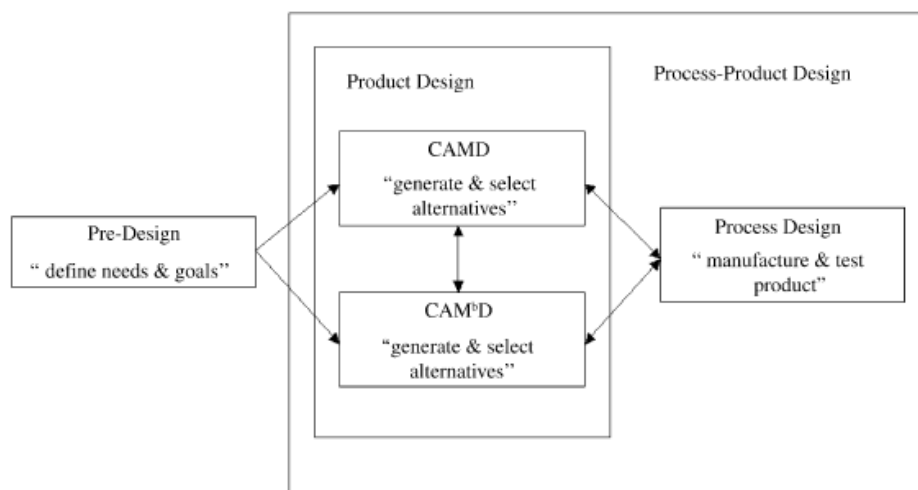 Product Design
Process-Product Design
CAMD
“generate & select
alternatives”
Pre-Design
“ define needs & goals”
Process Design
“ manufacture & test
product”
CAMᵇD
“generate & select
alternatives”